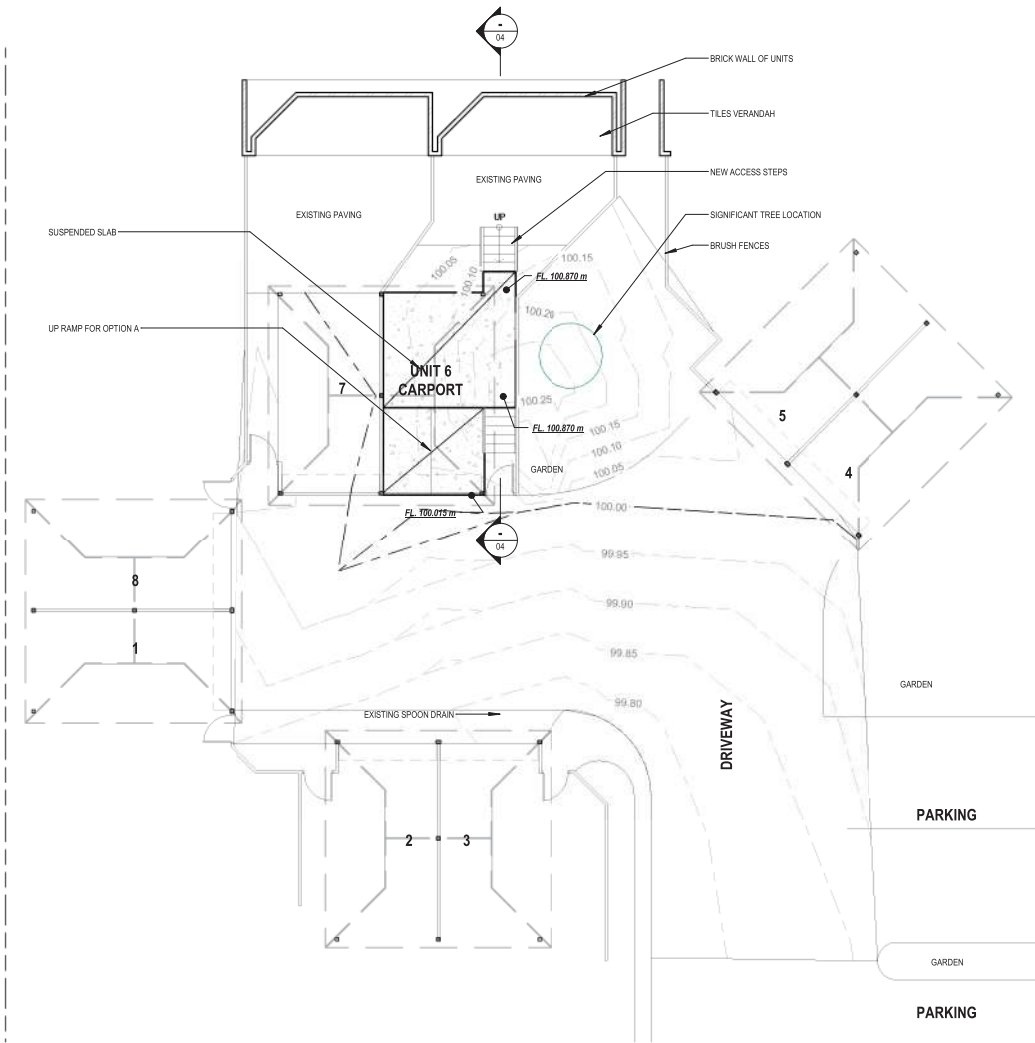 -
04
BRICK WALL OF UNITS
TILES VERANDAH
NEW ACCESS STEPS
EXISTING PAVING
EXISTING PAVING
SIGNIFICANT TREE LOCATION
UP
SUSPENDED SLAB
BRUSH FENCES
100.05
100.10
100.15
FL. 100.870 m
100.20
UP RAMP FOR OPTION A
UNIT 6
CARPORT
7
100.25
5
FL. 100.870 m
100.15
100.10
100.05
GARDEN
4
100.00
FL. 100.015 m
-
04
99.95
8
99.90
1
99.85
GARDEN
99.80
EXISTING SPOON DRAIN
DRIVEWAY
PARKING
2
3
GARDEN
PARKING